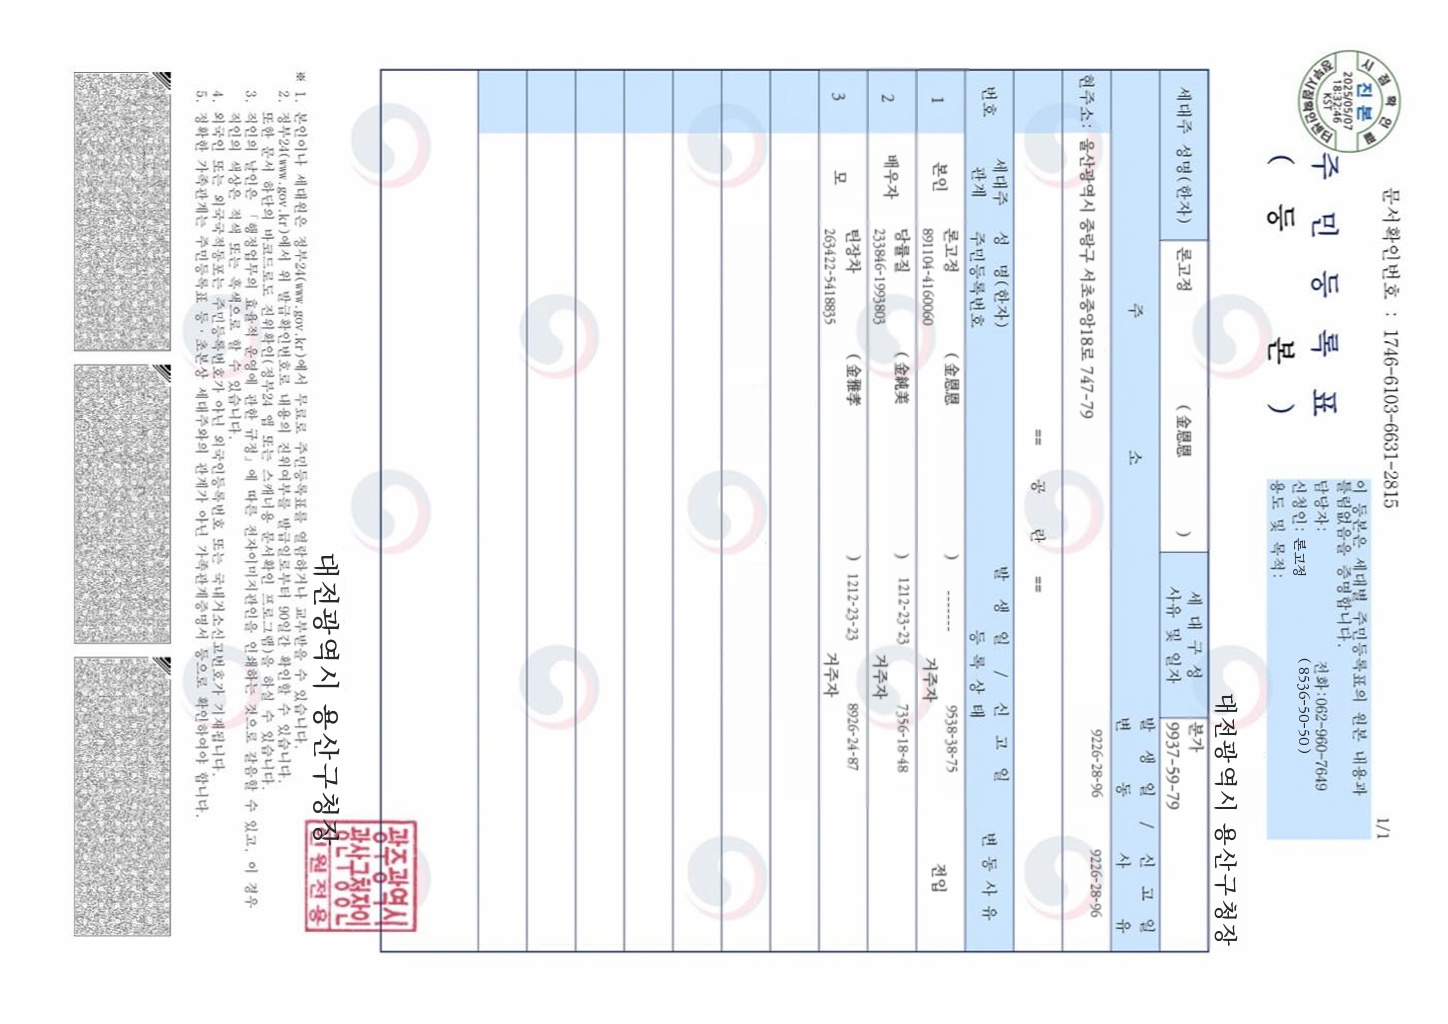 문서확인번호 : 1746-6103-6631-2815
1/1
시점확인필
진본
2025/05/07
18:32:46
KST
행정부시점확인센터
주 민 등 록 표
( 등 본 )
이 등본은 세대별 주민등록표의 원본 내용과
틀림없음을 증명합니다.
담당자: 전화:062-960-7649
신청인: 론고정 (8536-50-50)
용도 및 목적:
대전광역시 용산구청장
세대주 성명(한자) 론고정 (金恩恩 ) 세 대 구 성 사유 및 일자 분가
9937-59-79
주 소 발 생 일 / 신 고 일
변 동 사 유
현주소: 울산광역시 중랑구 서초중앙18로 747-79 9226-28-96 9226-28-96
== 공 란 ==
번호 세대주 관계 성 명(한자) 주민등록번호 발 생 일 / 신 고 일 등 록 상 태 변 동 사 유
1 본인 론고정 (金恩恩 ) ------- 9538-38-75 전입
891104-4160060 거주자
2 배우자 당률질 (金純美 ) 1212-23-23 7356-18-48
233846-1993803 거주자
3 모 틴장차 (金雅孝 ) 1212-23-23 8926-24-87
263422-5418835 거주자
대전광역시 용산구청장
광주광역시
광산구청장인
민원전용
※ 1. 본인이나 세대원은 정부24(www.gov.kr)에서 무료로 주민등록표를 열람하거나 교부받을 수 있습니다.
2. 정부24(www.gov.kr)에서 위 발급확인번호로 내용의 진위여부를 발급일로부터 90일간 확인할 수 있습니다.
또한 문서 하단의 바코드로도 진위확인(정부24 앱 또는 스캐너용 문서확인 프로그램)을 하실 수 있습니다.
3. 직인의 날인은 「행정업무의 효율적 운영에 관한 규정」에 따른 전자이미지관인을 인쇄하는 것으로 갈음할 수 있고, 이 경우
직인의 색상은 적색 또는 흑색으로 할 수 있습니다.
4. 외국인 또는 외국국적동포는 주민등록번호가 아닌 외국인등록번호 또는 국내거소신고번호가 기재됩니다.
5. 정확한 가족관계는 주민등록표 등·초본상 세대주와의 관계가 아닌 가족관계증명서 등으로 확인하여야 합니다.